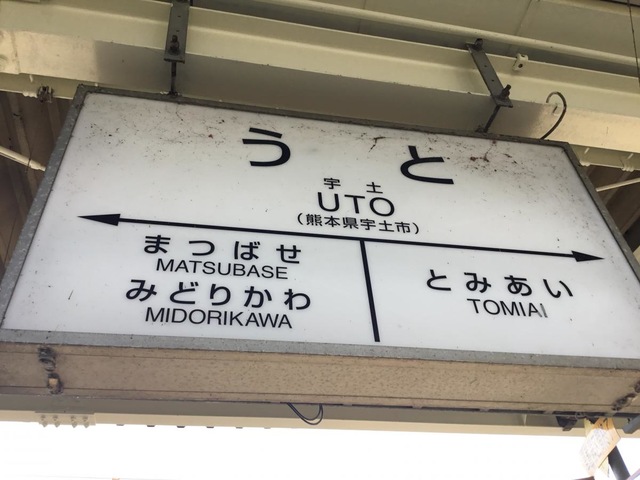 うと
宇土
UTO
(熊本県宇土市)
まつばせ
MATSUBASE
みどりかわ
MIDORIKAWA
とみあい
TOMIAI